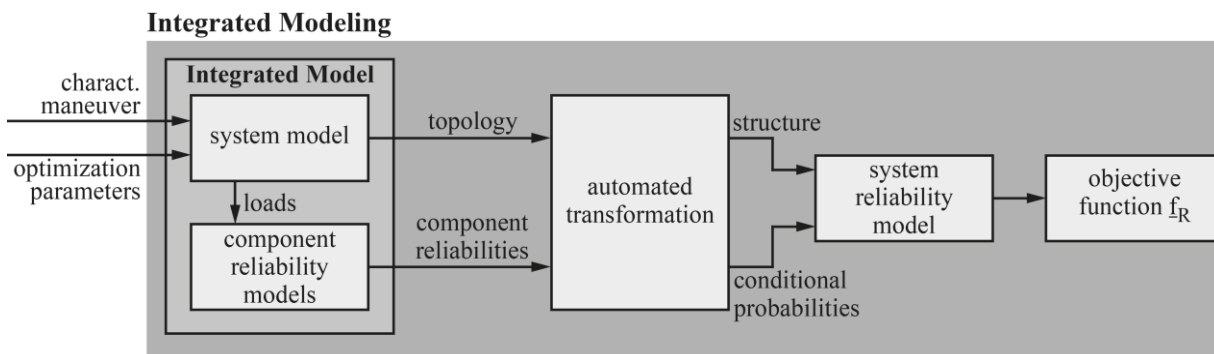 Integrated Modeling
Integrated Model
charact.
maneuver
system model
topology
structure
optimization
parameters
loads
automated
transformation
system
reliability
model
objective
function f_R
component
reliability
models
component
reliabilities
conditional
probabilities